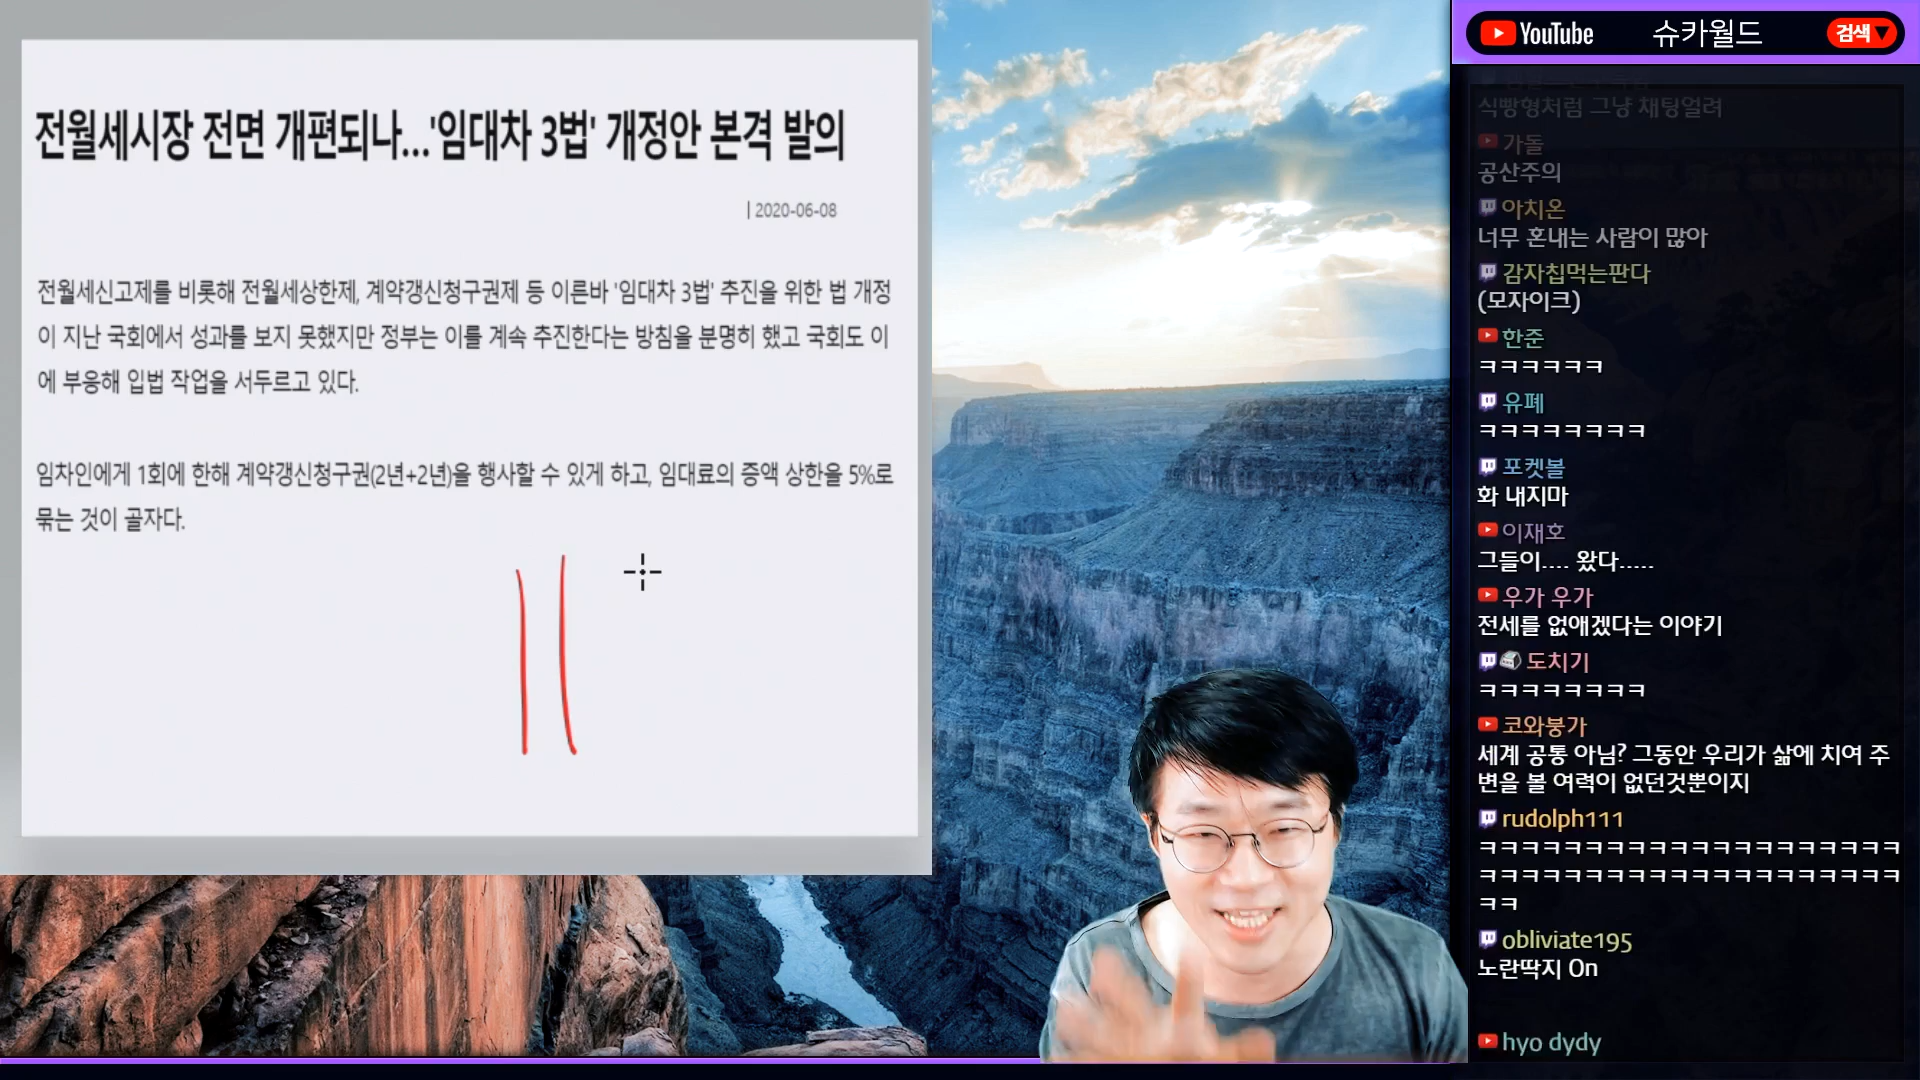 전월세시장 전면 개편되나...'임대차 3법' 개정안 본격 발의
| 2020-06-08
전월세신고제를 비롯해 전월세상한제, 계약갱신청구권제 등 이른바 '임대차 3법' 추진을 위한 법 개정
이 지난 국회에서 성과를 보지 못했지만 정부는 이를 계속 추진한다는 방침을 분명히 했고 국회도 이
에 부응해 입법 작업을 서두르고 있다.
임차인에게 1회에 한해 계약갱신청구권(2년+2년)을 행사할 수 있게 하고, 임대료의 증액 상한을 5%로
묶는 것이 골자다.
YouTube 슈카월드 검색▼
식빵형처럼 그냥 채팅얼려
가돌
공산주의
아치온
너무 혼내는 사람이 많아
감자칩먹는판다
(모자이크)
한준
ㅋㅋㅋㅋㅋㅋ
유폐
ㅋㅋㅋㅋㅋㅋㅋㅋ
포켓볼
화 내지마
이재호
그들이.... 왔다.....
우가 우가
전세를 없애겠다는 이야기
도치기
ㅋㅋㅋㅋㅋㅋㅋㅋ
코와붕가
세계 공통 아님? 그동안 우리가 삶에 치여 주
변을 볼 여력이 없던것뿐이지
rudolph111
ㅋㅋㅋㅋㅋㅋㅋㅋㅋㅋㅋㅋㅋㅋㅋㅋㅋㅋㅋㅋ
ㅋㅋㅋㅋㅋㅋㅋㅋㅋㅋㅋㅋㅋㅋㅋㅋㅋㅋㅋㅋ
ㅋㅋ
obliviate195
노란딱지 On
hyo dydy